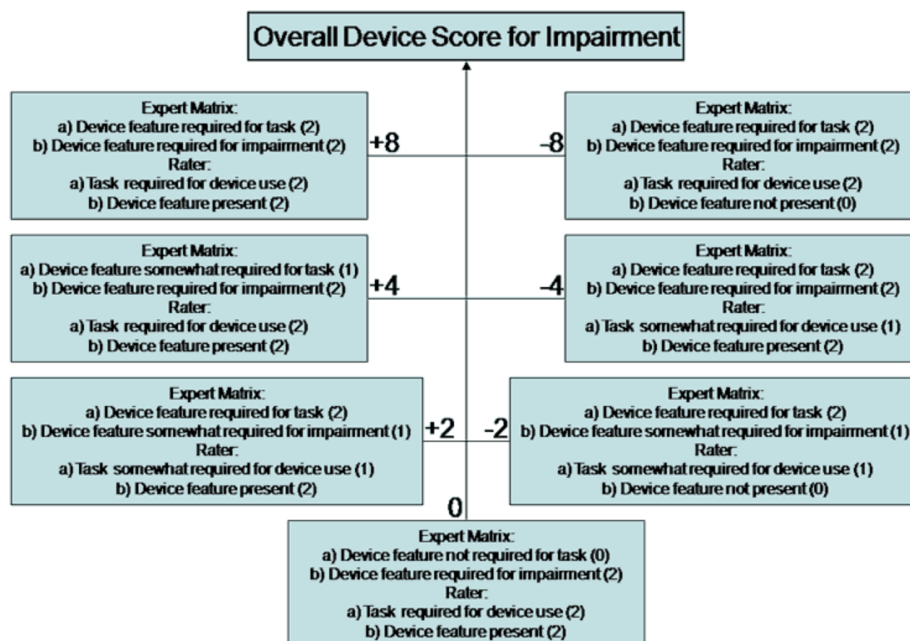 Overall Device Score for Impairment
Expert Matrix:
a) Device feature required for task (2)
b) Device feature required for impairment (2)
Rater:
a) Task required for device use (2)
b) Device feature present (2)
+8
-8
Expert Matrix:
a) Device feature required for task (2)
b) Device feature required for impairment (2)
Rater:
a) Task required for device use (2)
b) Device feature not present (0)
Expert Matrix:
a) Device feature somewhat required for task (1)
b) Device feature required for impairment (2)
Rater:
a) Task required for device use (2)
b) Device feature present (2)
+4
-4
Expert Matrix:
a) Device feature required for task (2)
b) Device feature required for impairment (2)
Rater:
a) Task somewhat required for device use (1)
b) Device feature present (2)
Expert Matrix:
a) Device feature required for task (2)
b) Device feature somewhat required for impairment (1)
Rater:
a) Task somewhat required for device use (1)
b) Device feature present (2)
+2
-2
Expert Matrix:
a) Device feature required for task (2)
b) Device feature somewhat required for impairment (1)
Rater:
a) Task somewhat required for device use (1)
b) Device feature not present (0)
0
Expert Matrix:
a) Device feature not required for task (0)
b) Device feature required for impairment (2)
Rater:
a) Task required for device use (2)
b) Device feature present (2)